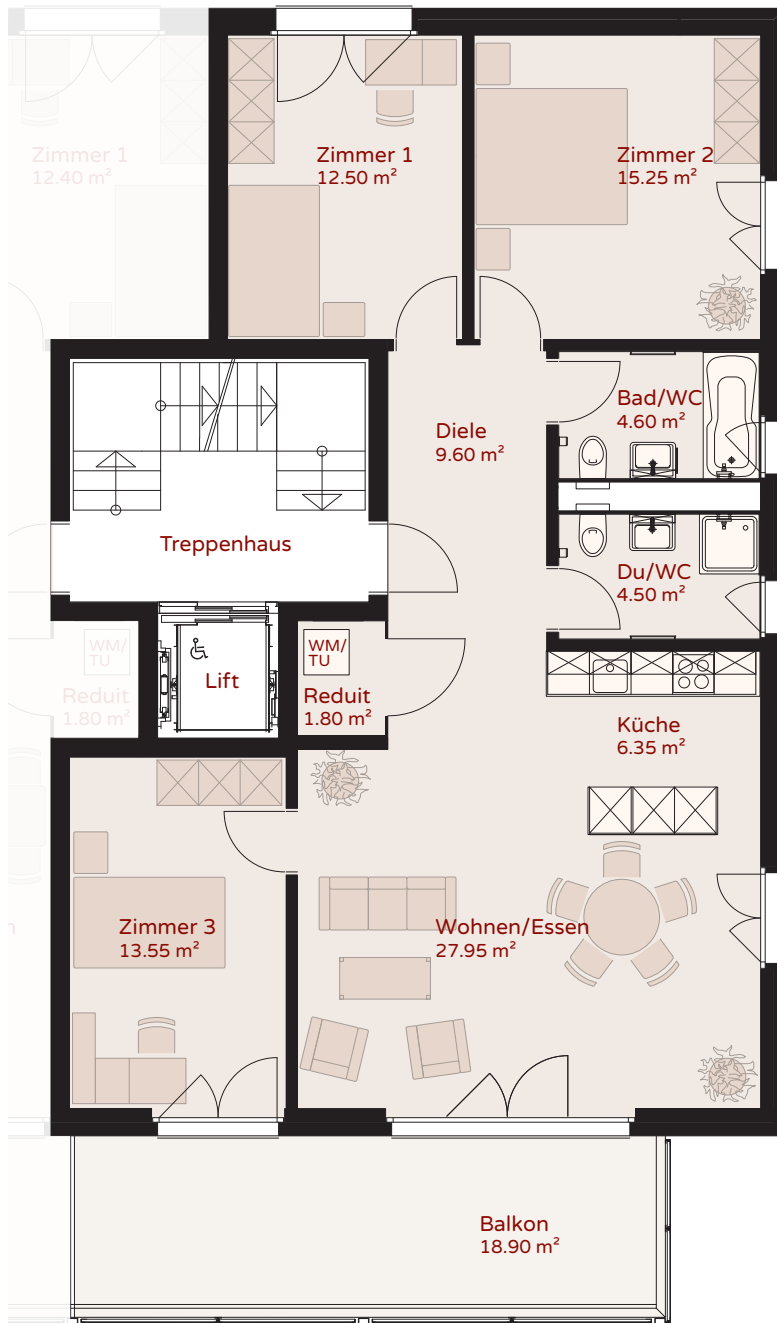 Zimmer 1
12.40 m²
Zimmer 1
12.50 m²
Zimmer 2
15.25 m²
Bad/WC
4.60 m²
Diele
9.60 m²
Treppenhaus
Du/WC
4.50 m²
WM/
TU
Reduit
1.80 m²
Lift
WM/
TU
Reduit
1.80 m²
Küche
6.35 m²
n
Zimmer 3
13.55 m²
Wohnen/Essen
27.95 m²
Balkon
18.90 m²